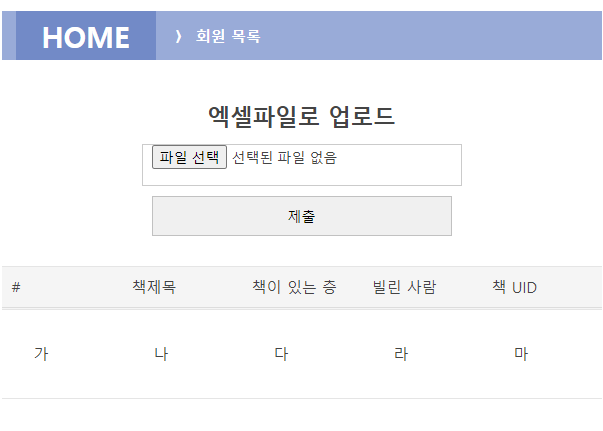 HOME 》 회원 목록
엑셀파일로 업로드
파일 선택 선택된 파일 없음
제출
# 책제목 책이 있는 층 빌린 사람 책 UID
가 나 다 라 마